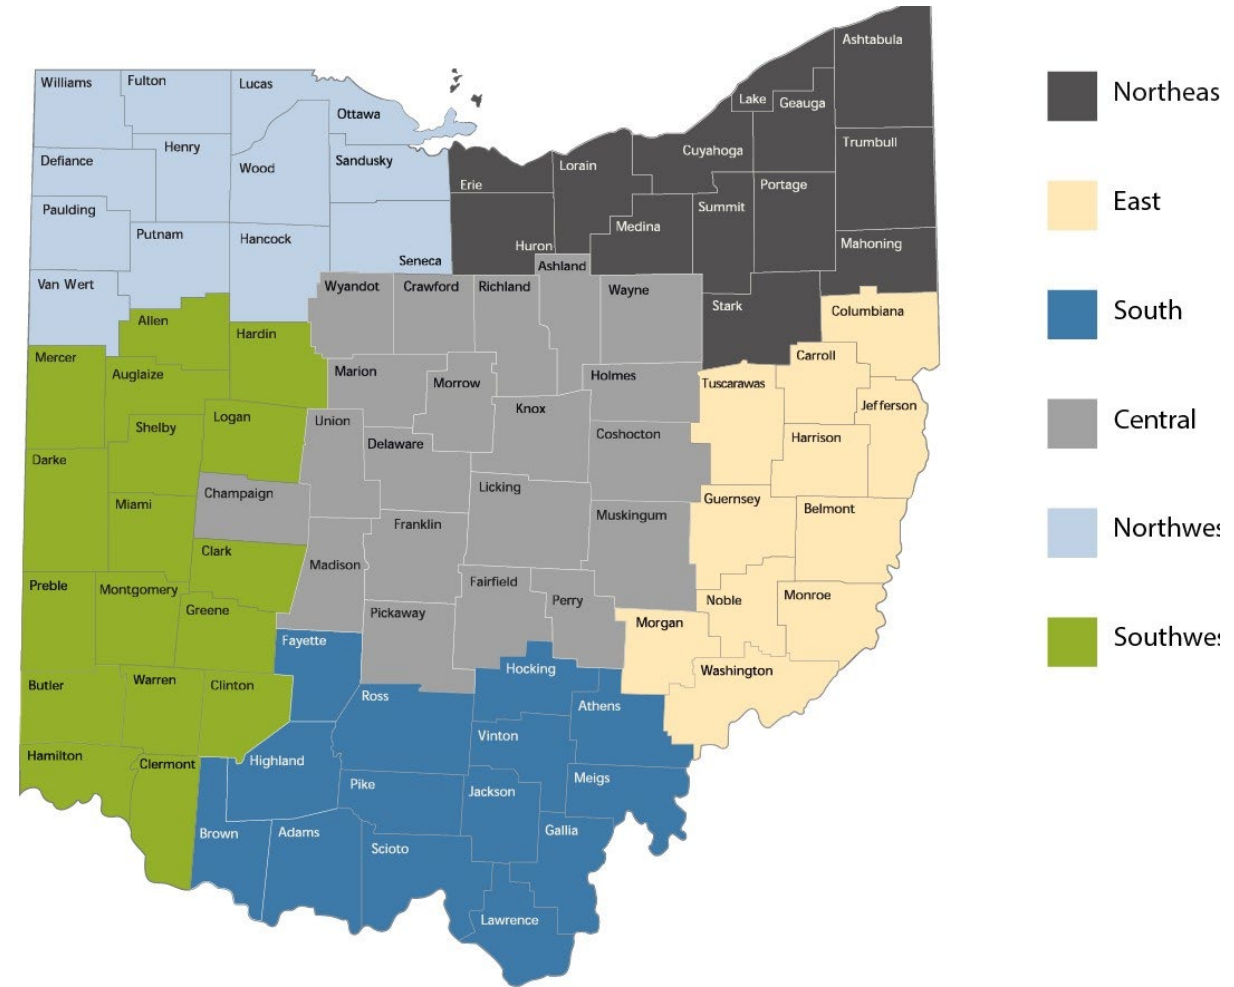 Ashtabula
Williams
Fulton
Lucas
Lake
Geauga
Northeas
Ottawa
Trumbull
Henry
Cuyahoga
Defiance
Sandusky
Wood
Lorain
Erie
Portage
East
Paulding
Summit
Medina
Putnam
Hancock
Huron
Mahoning
Seneca
Ashland
Van Wert
Wyandot
Crawford
Richland
Wayne
Stark
Columbiana
South
Allen
Hardin
Mercer
Carroll
Auglaize
Marion
Morrow
Holmes
Tuscarawas
Jefferson
Logan
Union
Knox
Central
Shelby
Delaware
Coshocton
Harrison
Darke
Champaign
Licking
Guernsey
Miami
Franklin
Muskingum
Belmont
Northwes
Clark
Madison
Preble
Montgomery
Fairfield
Greene
Pickaway
Perry
Noble
Monroe
Morgan
Southwes
Fayette
Hocking
Washington
Butler
Warren
Clinton
Ross
Athens
Vinton
Hamilton
Clermont
Highland
Pike
Jackson
Meigs
Brown
Adams
Gallia
Scioto
Lawrence